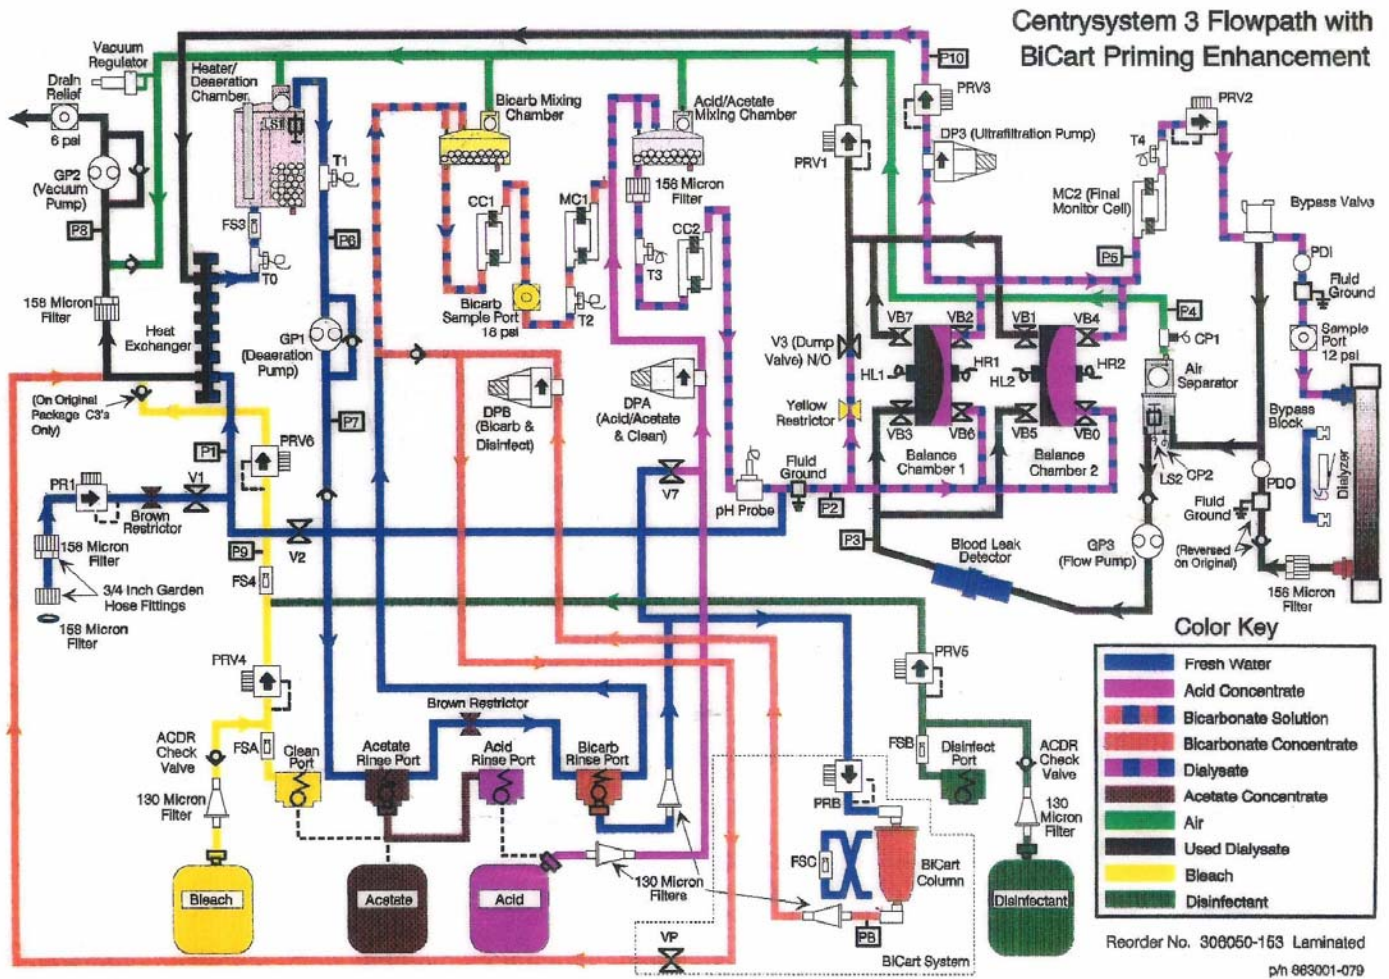 Centrysystem 3 Flowpath with
BiCart Priming Enhancement
Vacuum
Regulator
Drain
Relief
6 psi
Heater/
Deaeration
Chamber
LS1
GP2
(Vacuum
Pump)
P8
FS3
T0
T1
P6
158 Micron
Filter
Heat
Exchanger
GP1
(Deaeration
Pump)
P7
Bicarb Mixing
Chamber
CC1
MC1
Bicarb
Sample Port
18 psi
T2
Acid/Acetate
Mixing Chamber
158 Micron
Filter
T3
CC2
PRV1
P10
PRV3
DP3 (Ultrafiltration Pump)
PRV2
T4
MC2 (Final
Monitor Cell)
P5
Bypass Valve
PDI
Fluid
Ground
Sample
Port
12 psi
P4
CP1
Air
Separator
LS2
CP2
Bypass
Block
Dialyzer
PDO
Fluid
Ground
(Reversed
on Original)
156 Micron
Filter
VB7
VB2
VB1
VB4
HL1
HR1
HL2
HR2
VB3
VB6
VB5
VB0
Balance
Chamber 1
Balance
Chamber 2
V3 (Dump
Valve) N/O
Yellow
Restrictor
(On Original
Package C3's
Only)
PRV6
P1
PR1
V1
Brown
Restrictor
156 Micron
Filter
3/4 Inch Garden
Hose Fittings
158 Micron
Filter
V2
P9
FS4
DPB
(Bicarb &
Disinfect)
DPA
(Acid/Acetate
& Clean)
V7
pH Probe
Fluid
Ground
P2
P3
Blood Leak
Detector
GP3
(Flow Pump)
PRV4
ACDR
Check
Valve
FSA
Clean
Port
130 Micron
Filter
Acetate
Rinse Port
Brown Restrictor
Acid
Rinse Port
Bicarb
Rinse Port
130 Micron
Filters
Bleach
Acetate
Acid
VP
PRB
FSC
BiCart
Column
PB
BiCart System
PRV5
FSB
Disinfect
Port
ACDR
Check
Valve
130
Micron
Filter
Disinfectant
Color Key
Fresh Water
Acid Concentrate
Bicarbonate Solution
Bicarbonate Concentrate
Dialysate
Acetate Concentrate
Air
Used Dialysate
Bleach
Disinfectant
Reorder No. 306050-153 Laminated
p/n 963001-079